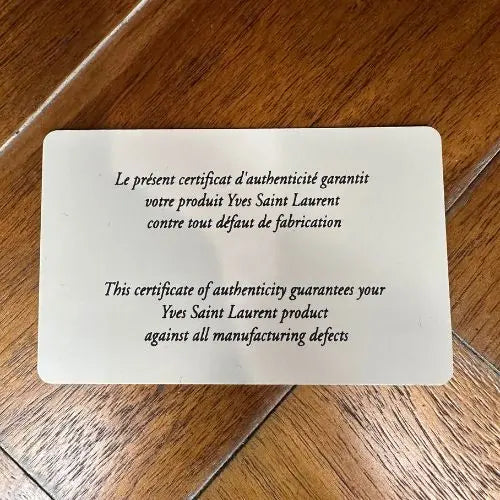 Le présent certificat d'authenticité garantit
votre produit Yves Saint Laurent
contre tout défaut de fabrication
This certificate of authenticity guarantees your
Yves Saint Laurent product
against all manufacturing defects